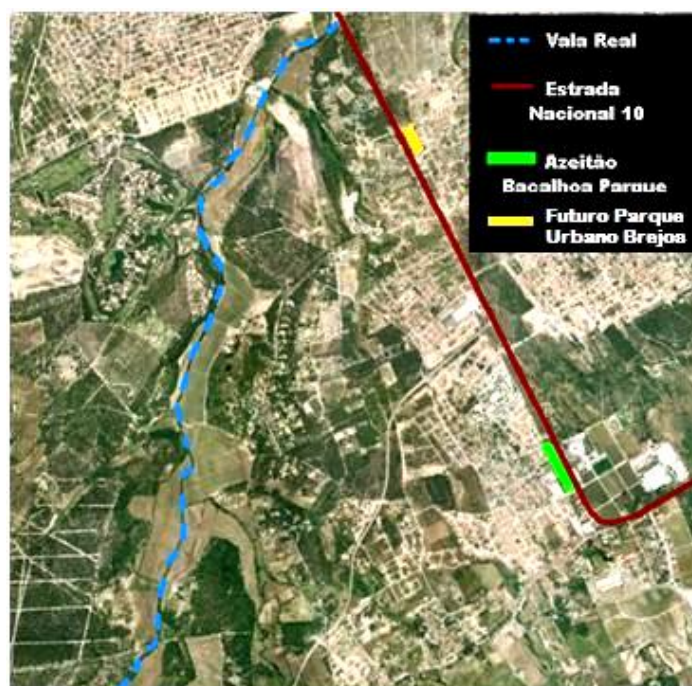 Vala Real
Estrada
Nacional 10
Azeitão
Bacalhoa Parque
Futuro Parque
Urbano Brejos